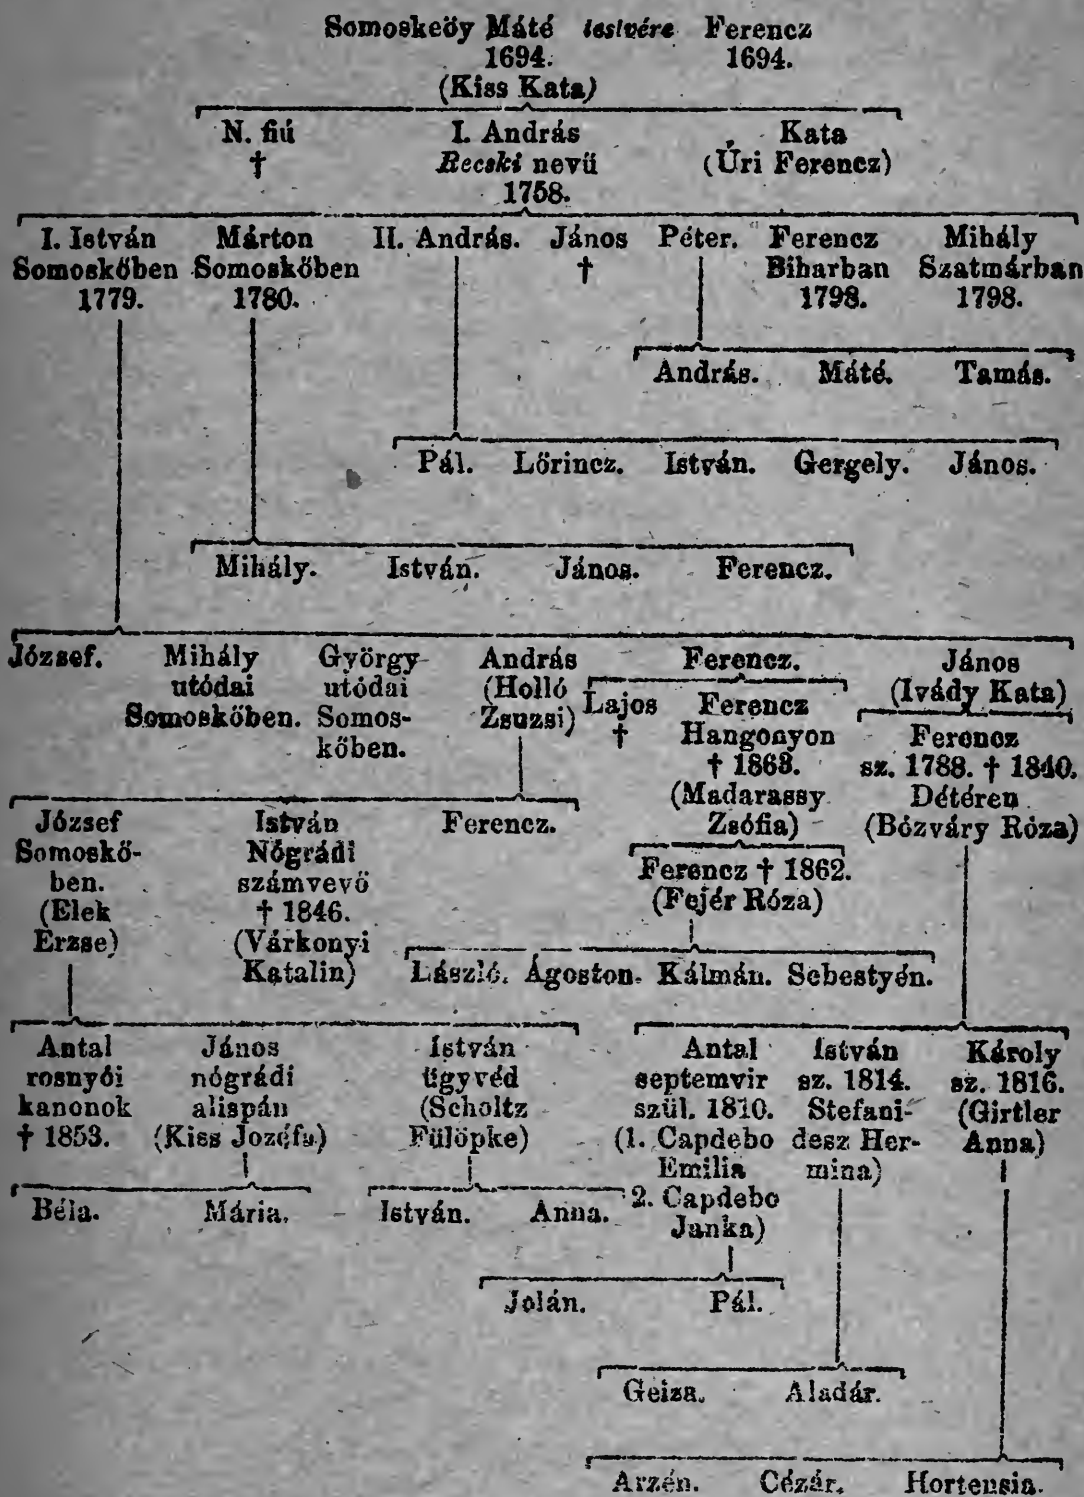 Somoskeöy Máté testvére Ferencz
1694. 1694.
(Kiss Kata)
N. fiú I. András Kata
† Recski nevü (Úri Ferencz)
1758.
I. István Márton II. András. János Péter. Ferencz Mihály
Somoskőben Somoskőben † Biharban Szatmárban
1779. 1780. 1798. 1798.
András. Máté. Tamás.
Pál. Lőrincz. István. Gergely. János.
Mihály. István. János. Ferencz.
József. Mihály György András Ferencz. János
utódai utódai (Holló (Ivády Kata)
Somoskőben. Somos- Zsuzsi)
kőben.
Lajos Ferencz Ferencz
† Hangonyon sz. 1788. † 1840.
† 1868. Détéren
(Madarassy (Bózváry Róza)
Zsófia)
József István Ferencz.
Somoskő- Nógrádi
ben. számvevő
(Elek † 1846.
Erzse) (Várkonyi
Katalin)
Ferencz † 1862.
(Fejér Róza)
László. Ágoston. Kálmán. Sebestyén.
Antal János István Antal István Károly
rosnyói nógrádi ügyvéd septemvir sz. 1814. sz. 1816.
kanonok alispán (Scholtz szül. 1810. Stefani- (Girtler
† 1853. (Kiss Jozéfa) Fülöpke) (1. Capdebo desz Her- Anna)
Emilia mina)
2. Capdebo
Janka)
Béla. Mária. István. Anna.
Jolán. Pál.
Geiza. Aladár.
Arzén. Cézár. Hortensia.